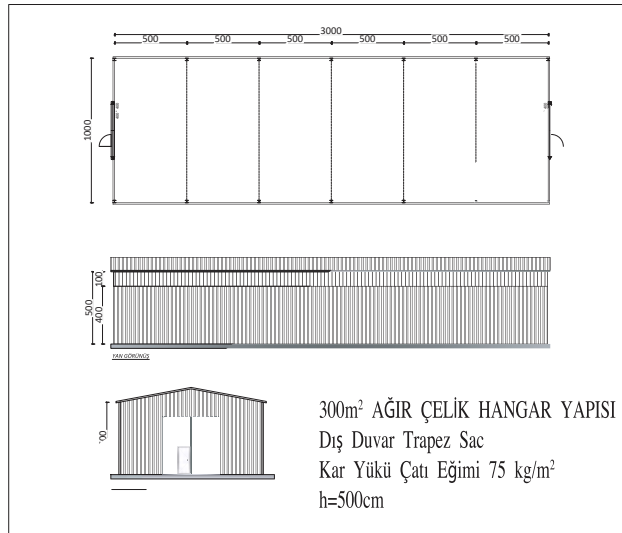 3000
500 500 500 500 500 500
1000
100
500
400
YAN GÖRÜNÜŞ
300m² AĞIR ÇELİK HANGAR YAPISI
Dış Duvar Trapez Sac
Kar Yükü Çatı Eğimi 75 kg/m²
h=500cm